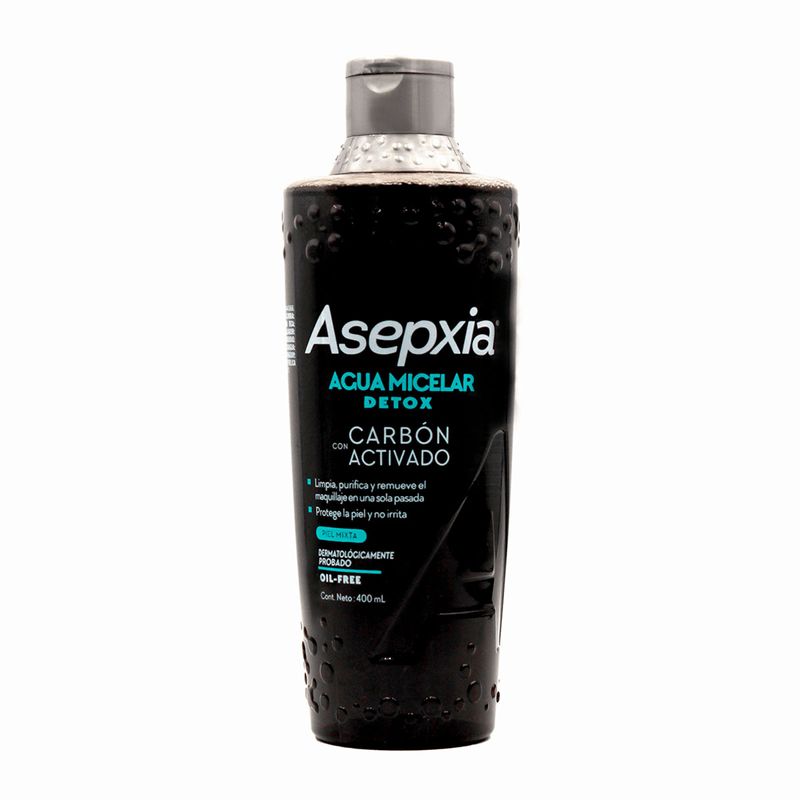 Asepxia®
AGUA MICELAR
DETOX
CON CARBÓN
ACTIVADO
Limpia, purifica y remueve el
maquillaje en una sola pasada
Protege la piel y no irrita
PIEL MIXTA
DERMATOLÓGICAMENTE
PROBADO
OIL-FREE
Cont. Neto : 400 mL